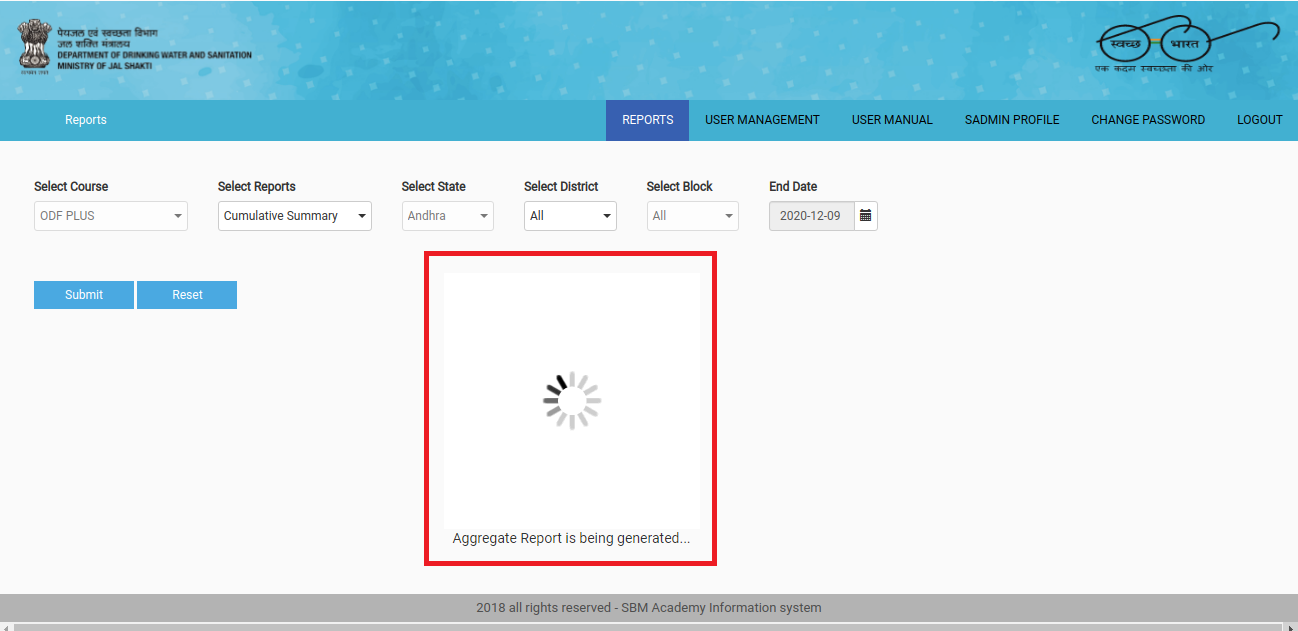 पेयजल एवं स्वच्छता विभाग
जल शक्ति मंत्रालय
DEPARTMENT OF DRINKING WATER AND SANITATION
MINISTRY OF JAL SHAKTI
स्वच्छ भारत
एक कदम स्वच्छता की ओर
Reports
REPORTS USER MANAGEMENT USER MANUAL SADMIN PROFILE CHANGE PASSWORD LOGOUT
Select Course Select Reports Select State Select District Select Block End Date
ODF PLUS Cumulative Summary Andhra All All 2020-12-09
Submit Reset
Aggregate Report is being generated...
2018 all rights reserved - SBM Academy Information system